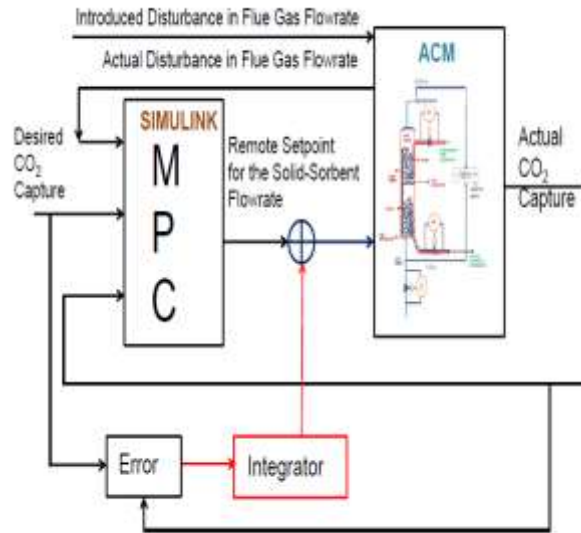 Introduced Disturbance in Flue Gas Flowrate
ACM
Actual Disturbance in Flue Gas Flowrate
SIMULINK
Desired
CO2
Capture
M
P
C
Remote Setpoint
for the Solid-Sorbent
Flowrate
Actual
CO2
Capture
Error
Integrator